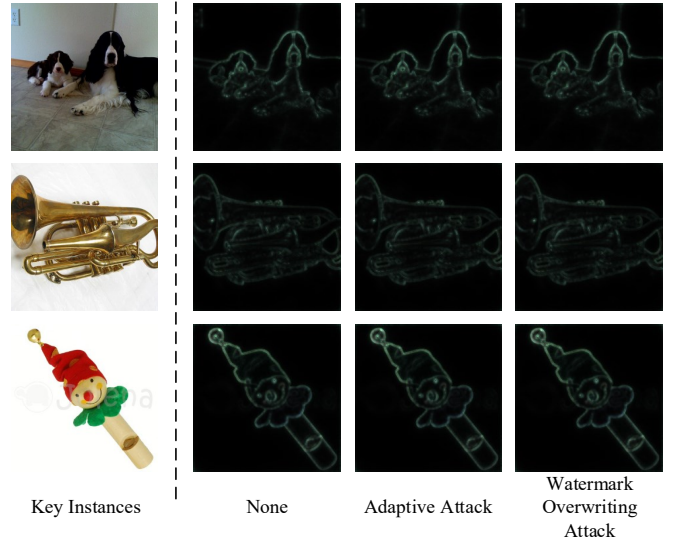 Key Instances
None
Adaptive Attack
Watermark
Overwriting
Attack